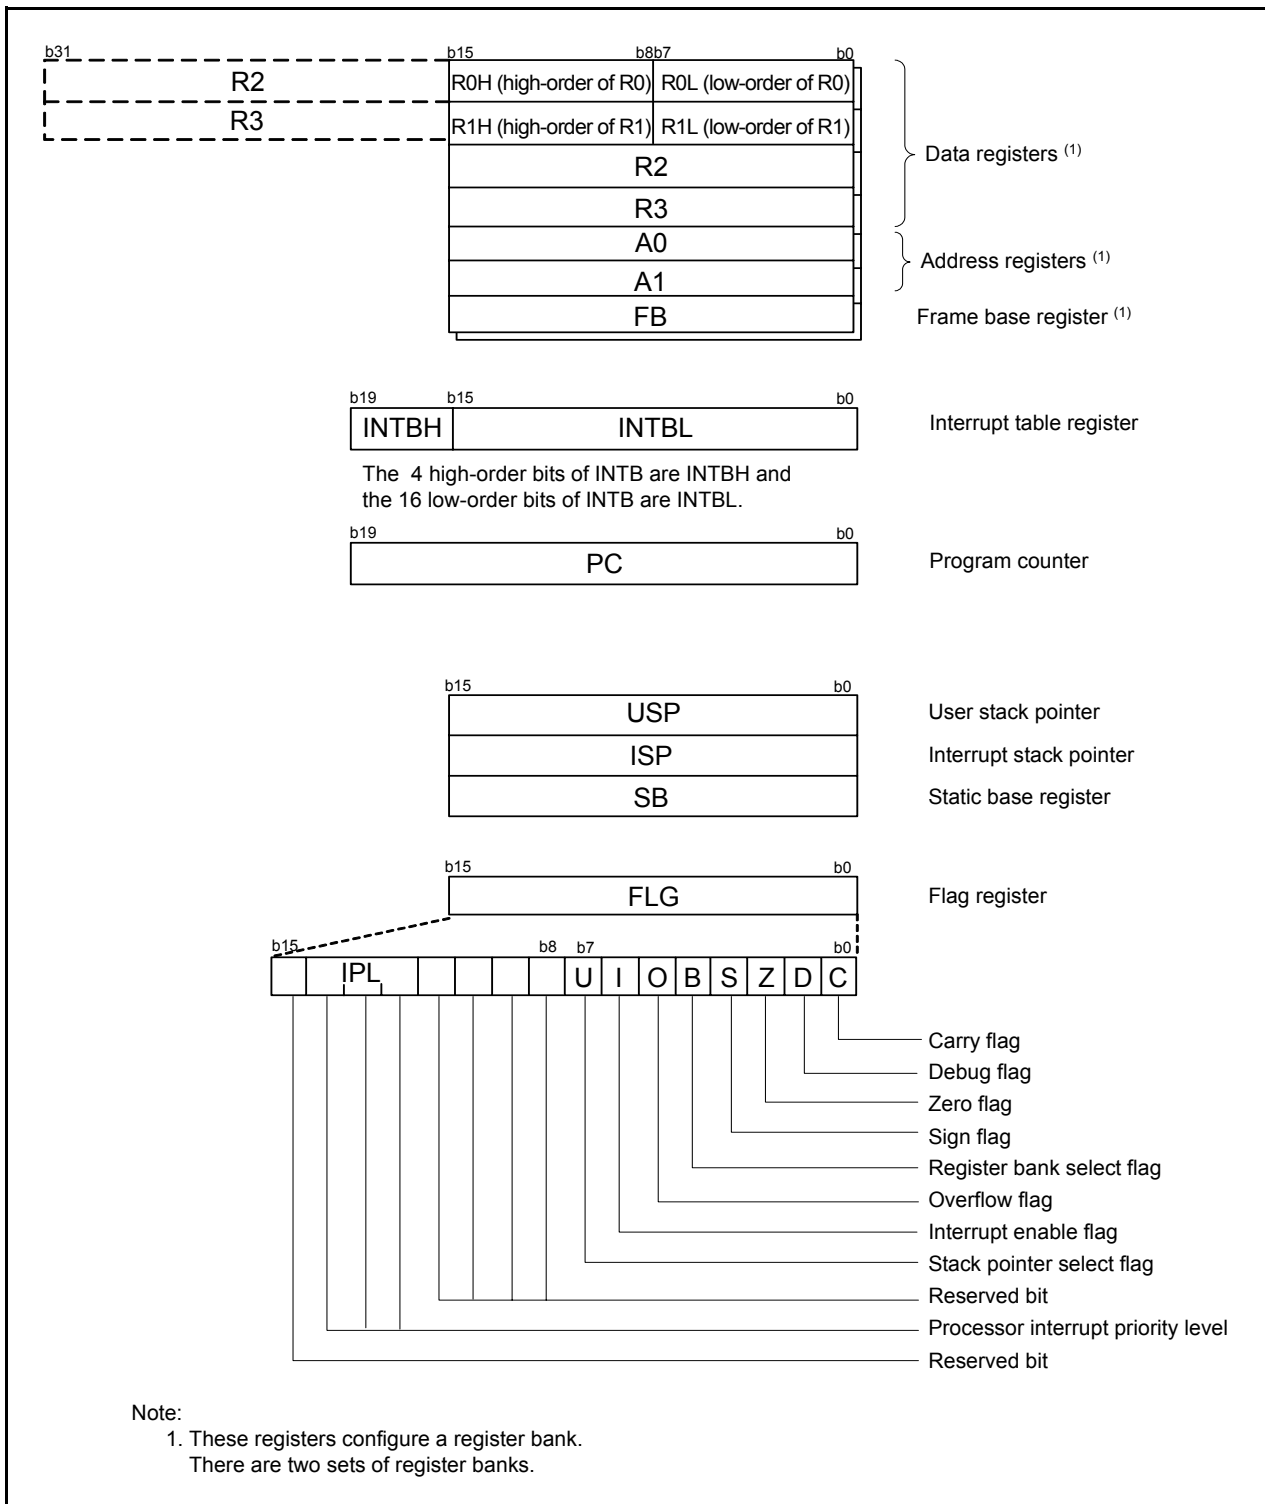 b31 b15 b8b7 b0
R2 R0H (high-order of R0) R0L (low-order of R0)
R3 R1H (high-order of R1) R1L (low-order of R1)
R2
R3
Data registers (1)
A0
A1
Address registers (1)
FB Frame base register (1)
b19 b15 b0
INTBH INTBL Interrupt table register
The 4 high-order bits of INTB are INTBH and
the 16 low-order bits of INTB are INTBL.
b19 b0
PC Program counter
b15 b0
USP User stack pointer
ISP Interrupt stack pointer
SB Static base register
b15 b0
FLG Flag register
b15 b8 b7 b0
IPL U I O B S Z D C
Carry flag
Debug flag
Zero flag
Sign flag
Register bank select flag
Overflow flag
Interrupt enable flag
Stack pointer select flag
Reserved bit
Processor interrupt priority level
Reserved bit
Note:
1. These registers configure a register bank.
There are two sets of register banks.